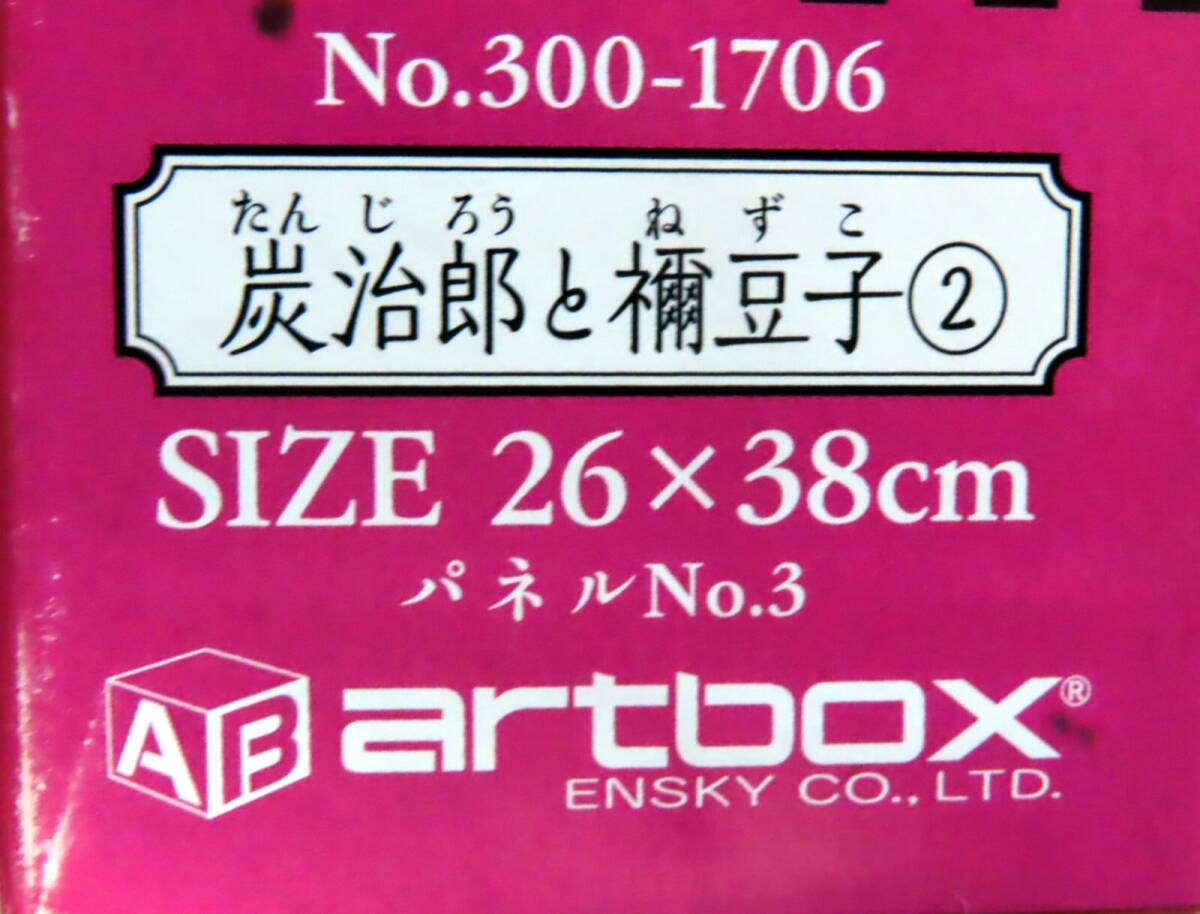 No.300-1706
たん じ ろう ね ず こ
炭治郎と禰豆子②
SIZE 26×38cm
パネルNo.3
AB artbox®
ENSKY CO., LTD.